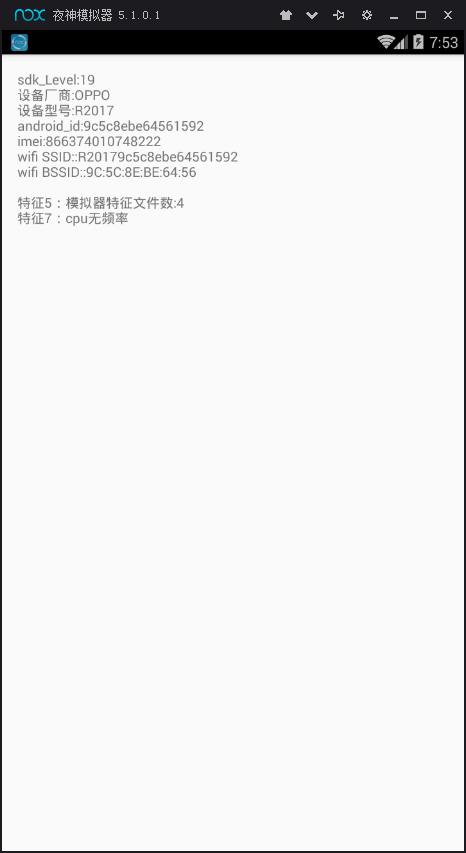 nox 夜神模拟器 5.1.0.1
7:53
sdk_Level:19
设备厂商:OPPO
设备型号:R2017
android_id:9c5c8ebe64561592
imei:866374010748222
wifi SSID::R20179c5c8ebe64561592
wifi BSSID::9C:5C:8E:BE:64:56
特征5：模拟器特征文件数:4
特征7：cpu无频率